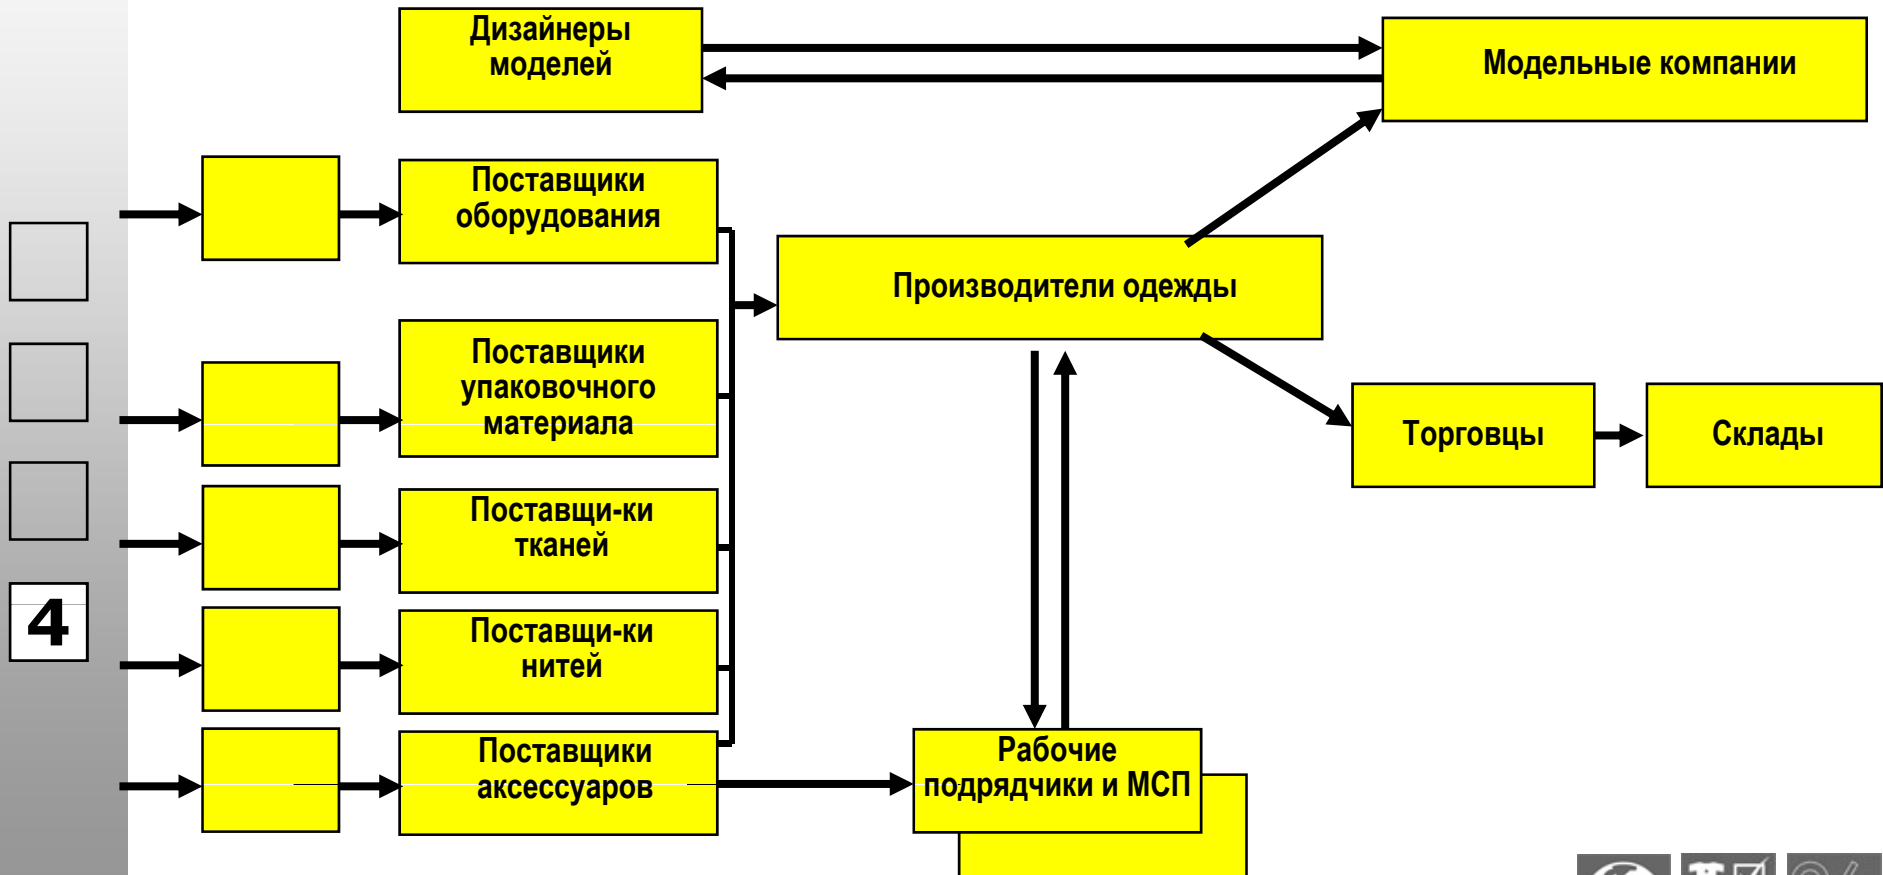 Дизайнеры
моделей
Модельные компании
Поставщики
оборудования
Производители одежды
Поставщики
упаковочного
материала
Торговцы
Склады
Поставщи-ки
тканей
4
Поставщи-ки
нитей
Поставщики
аксессуаров
Рабочие
подрядчики и МСП